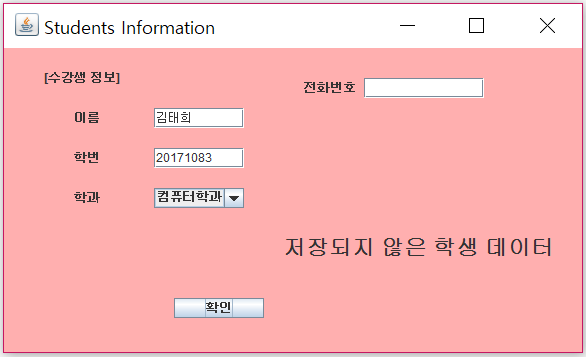 Students Information
[수강생 정보]
전화번호
이름 김태희
학번 20171083
학과 컴퓨터학과
저장되지 않은 학생 데이터
확인